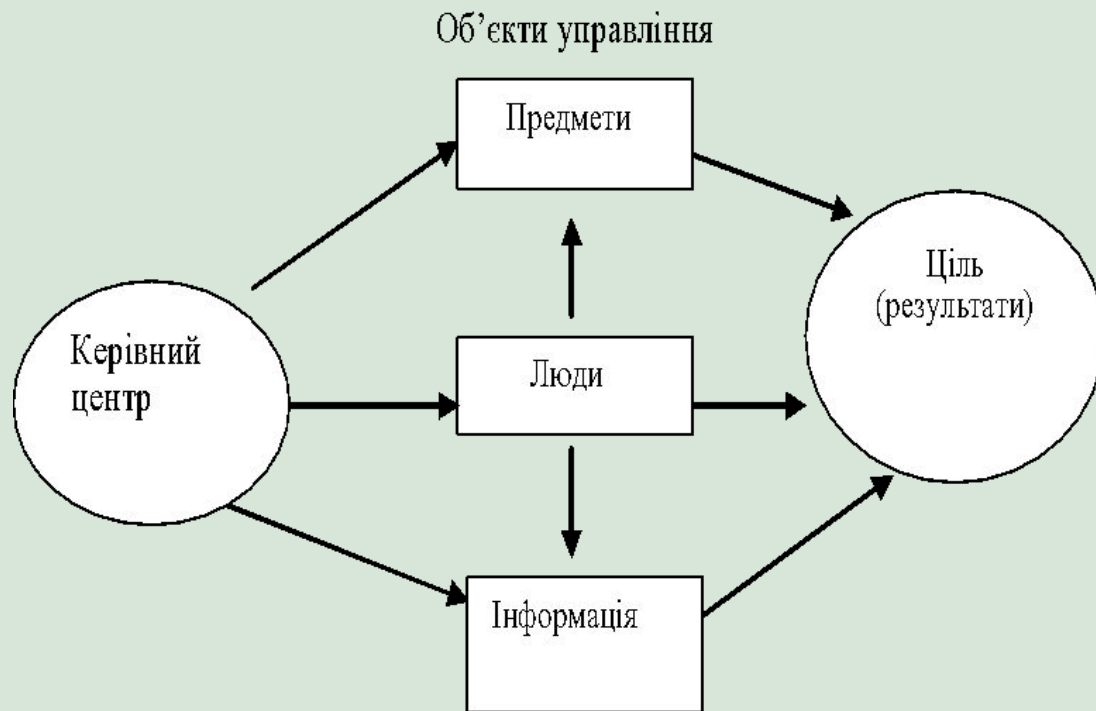 Об’єкти управління
Предмети
Керівний
центр
Люди
Ціль
(результати)
Інформація